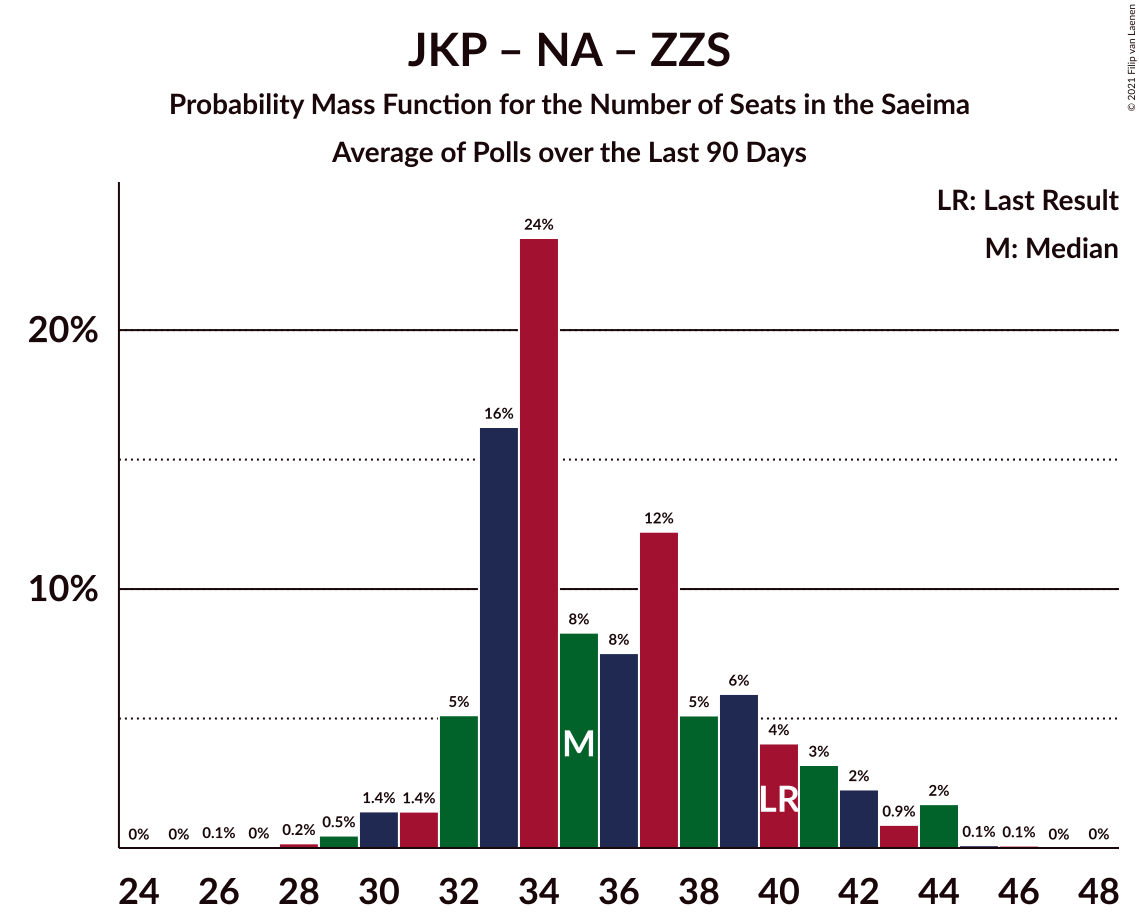 JKP – NA – ZZS
Probability Mass Function for the Number of Seats in the Saeima
Average of Polls over the Last 90 Days
© 2021 Filip van Laenen
LR: Last Result
M: Median
20%
10%
0% 0% 0.1% 0% 0.2% 0.5% 1.4% 1.4% 5% 16% 24% 8% 8% 12% 5% 6% 4% 3% 2% 0.9% 2% 0.1% 0.1% 0% 0%
M
LR
24 26 28 30 32 34 36 38 40 42 44 46 48